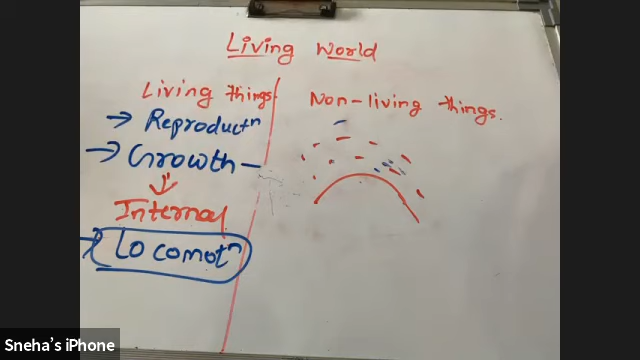 Living World
Living things
→ Reproductn
→ Growth –
Internal
→ Locomotn
Non-living things.
Sneha's iPhone